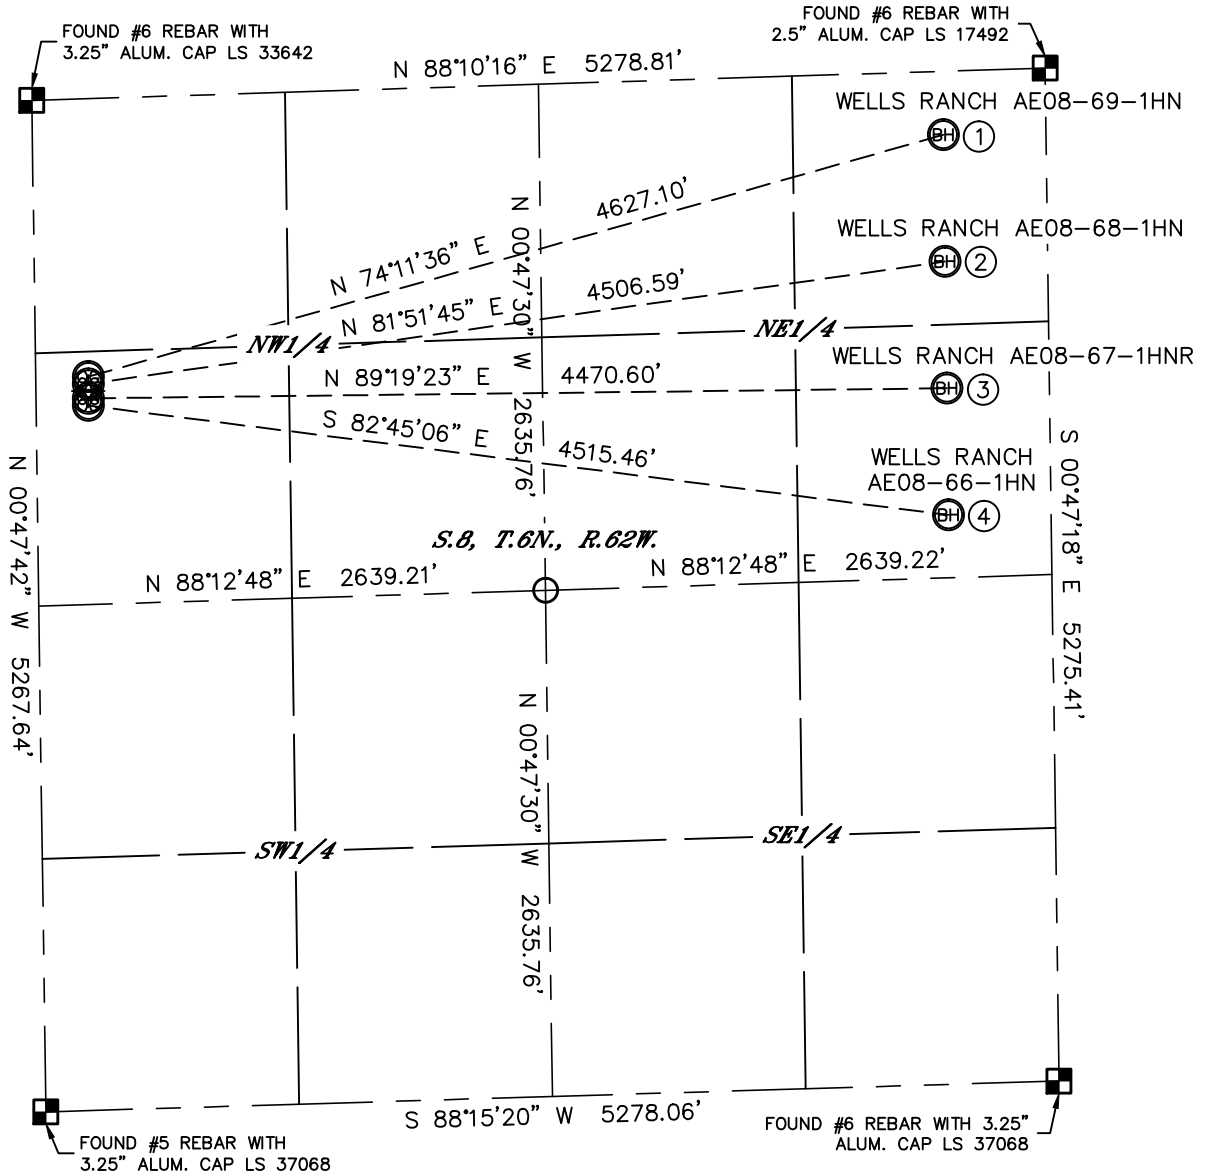 FOUND #6 REBAR WITH
3.25" ALUM. CAP LS 33642
FOUND #6 REBAR WITH
2.5" ALUM. CAP LS 17492
N 88°10'16" E 5278.81'
WELLS RANCH AE08-69-1HN
BH 1
4627.10'
N 74°11'36" E
N 00°47'30" W 2635.76'
WELLS RANCH AE08-68-1HN
BH 2
4506.59'
N 81°51'45" E
NW1/4
NE1/4
WELLS RANCH AE08-67-1HNR
N 89°19'23" E 4470.60'
BH 3
S 82°45'06" E 4515.46'
WELLS RANCH
AE08-66-1HN
BH 4
N 00°47'42" W 5267.64'
S 00°47'18" E 5275.41'
S.8, T.6N., R.62W.
N 88°12'48" E 2639.21'
N 88°12'48" E 2639.22'
N 00°47'30" W 2635.76'
SW1/4
SE1/4
S 88°15'20" W 5278.06'
FOUND #5 REBAR WITH
3.25" ALUM. CAP LS 37068
FOUND #6 REBAR WITH 3.25"
ALUM. CAP LS 37068